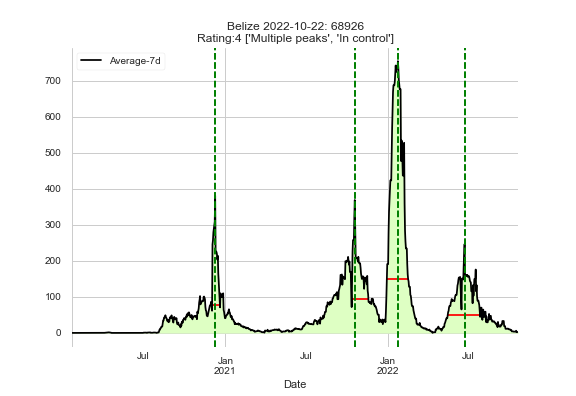 Belize 2022-10-22: 68926
Rating:4 ['Multiple peaks', 'In control']
Average-7d
700
600
500
400
300
200
100
0
Jul
Jan
2021
Jul
Jan
2022
Jul
Date